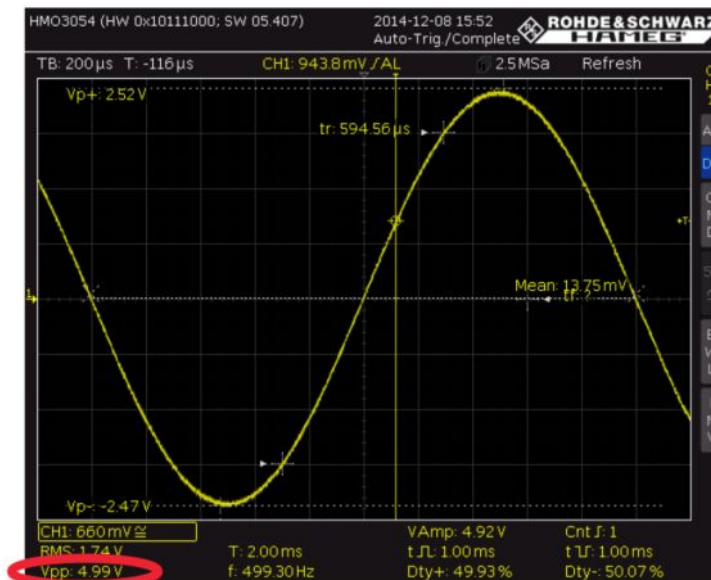 HMO3054 (HW 0x10111000; SW 05.407)
2014-12-08 15:52
Auto-Trig./Complete
ROHDE&SCHWARZ
HAMEG
TB: 200µs T: -116µs CH1: 943.8mV / AL 2.5MSa Refresh
Vp+: 2.52V
tr: 594.56µs
Mean: 13.75mV
tf: ?
1
T
Vp-: -2.47V
CH1: 660mV≅ VAmp: 4.92V Cnt ⌠: 1
RMS: 1.74V T: 2.00ms t⎍: 1.00ms t⊔: 1.00ms
Vpp: 4.99V f: 499.30Hz Dty+: 49.93% Dty-: 50.07%